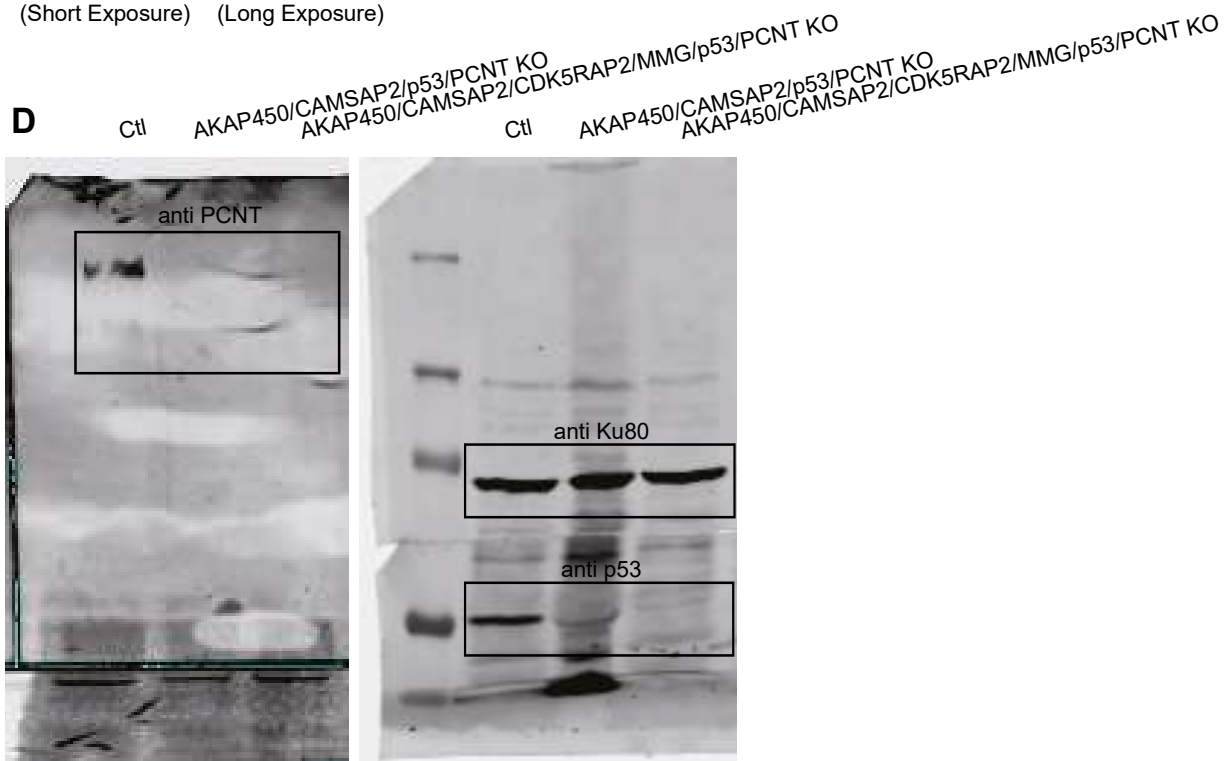 (Short Exposure) (Long Exposure)
D
Ctl
AKAP450/CAMSAP2/p53/PCNT KO
AKAP450/CAMSAP2/CDK5RAP2/MMG/p53/PCNT KO
Ctl
AKAP450/CAMSAP2/p53/PCNT KO
AKAP450/CAMSAP2/CDK5RAP2/MMG/p53/PCNT KO
anti PCNT
anti Ku80
anti p53